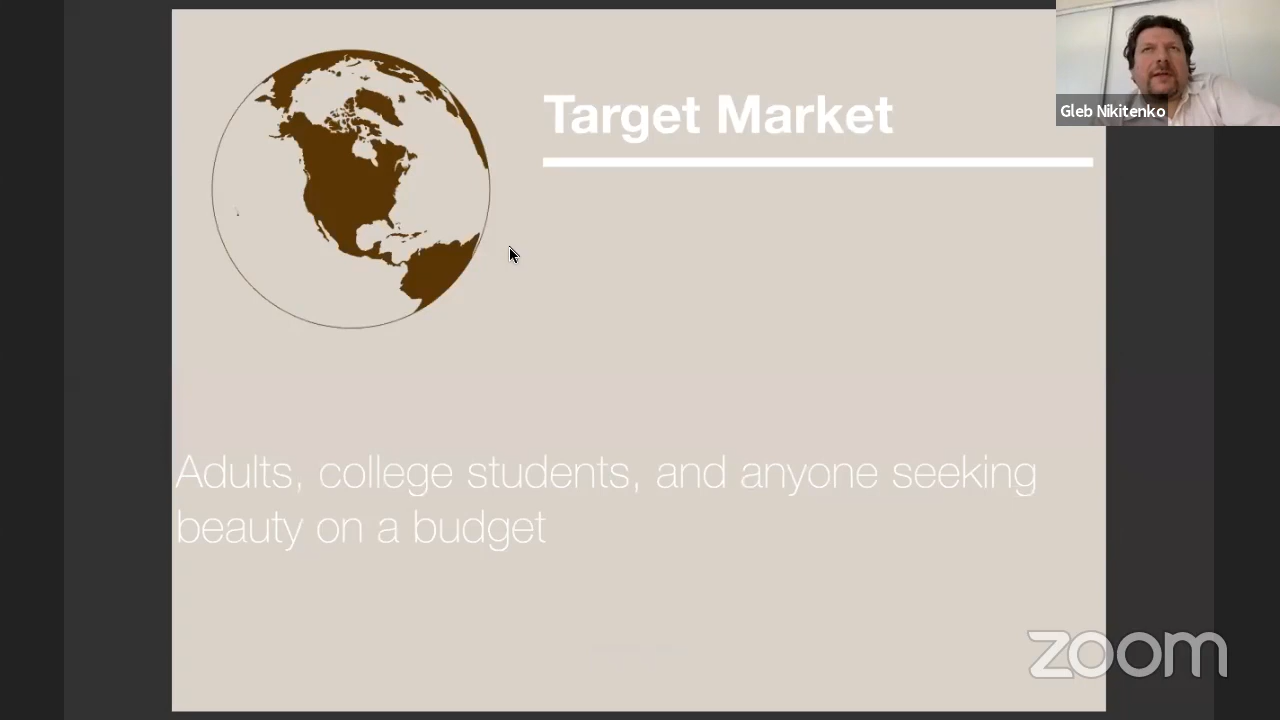 Target Market
Gleb Nikitenko
Adults, college students, and anyone seeking
beauty on a budget
zoom